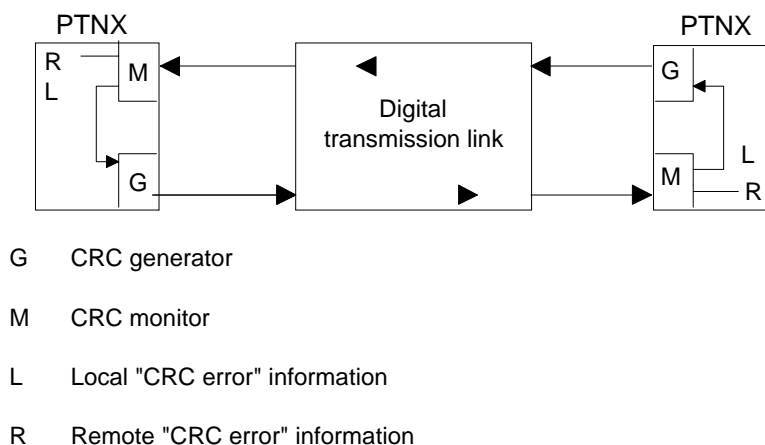 PTNX
PTNX
R
M
L
G
Digital
transmission link
G
L
M
R
G CRC generator
M CRC monitor
L Local "CRC error" information
R Remote "CRC error" information